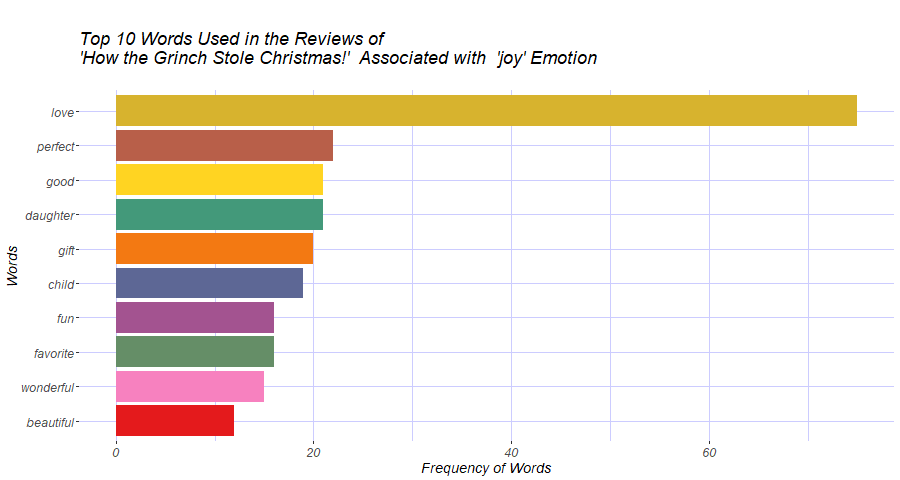 Top 10 Words Used in the Reviews of
'How the Grinch Stole Christmas!'  Associated with  'joy' Emotion
love
perfect
good
daughter
gift
child
fun
favorite
wonderful
beautiful
Words
0 20 40 60
Frequency of Words